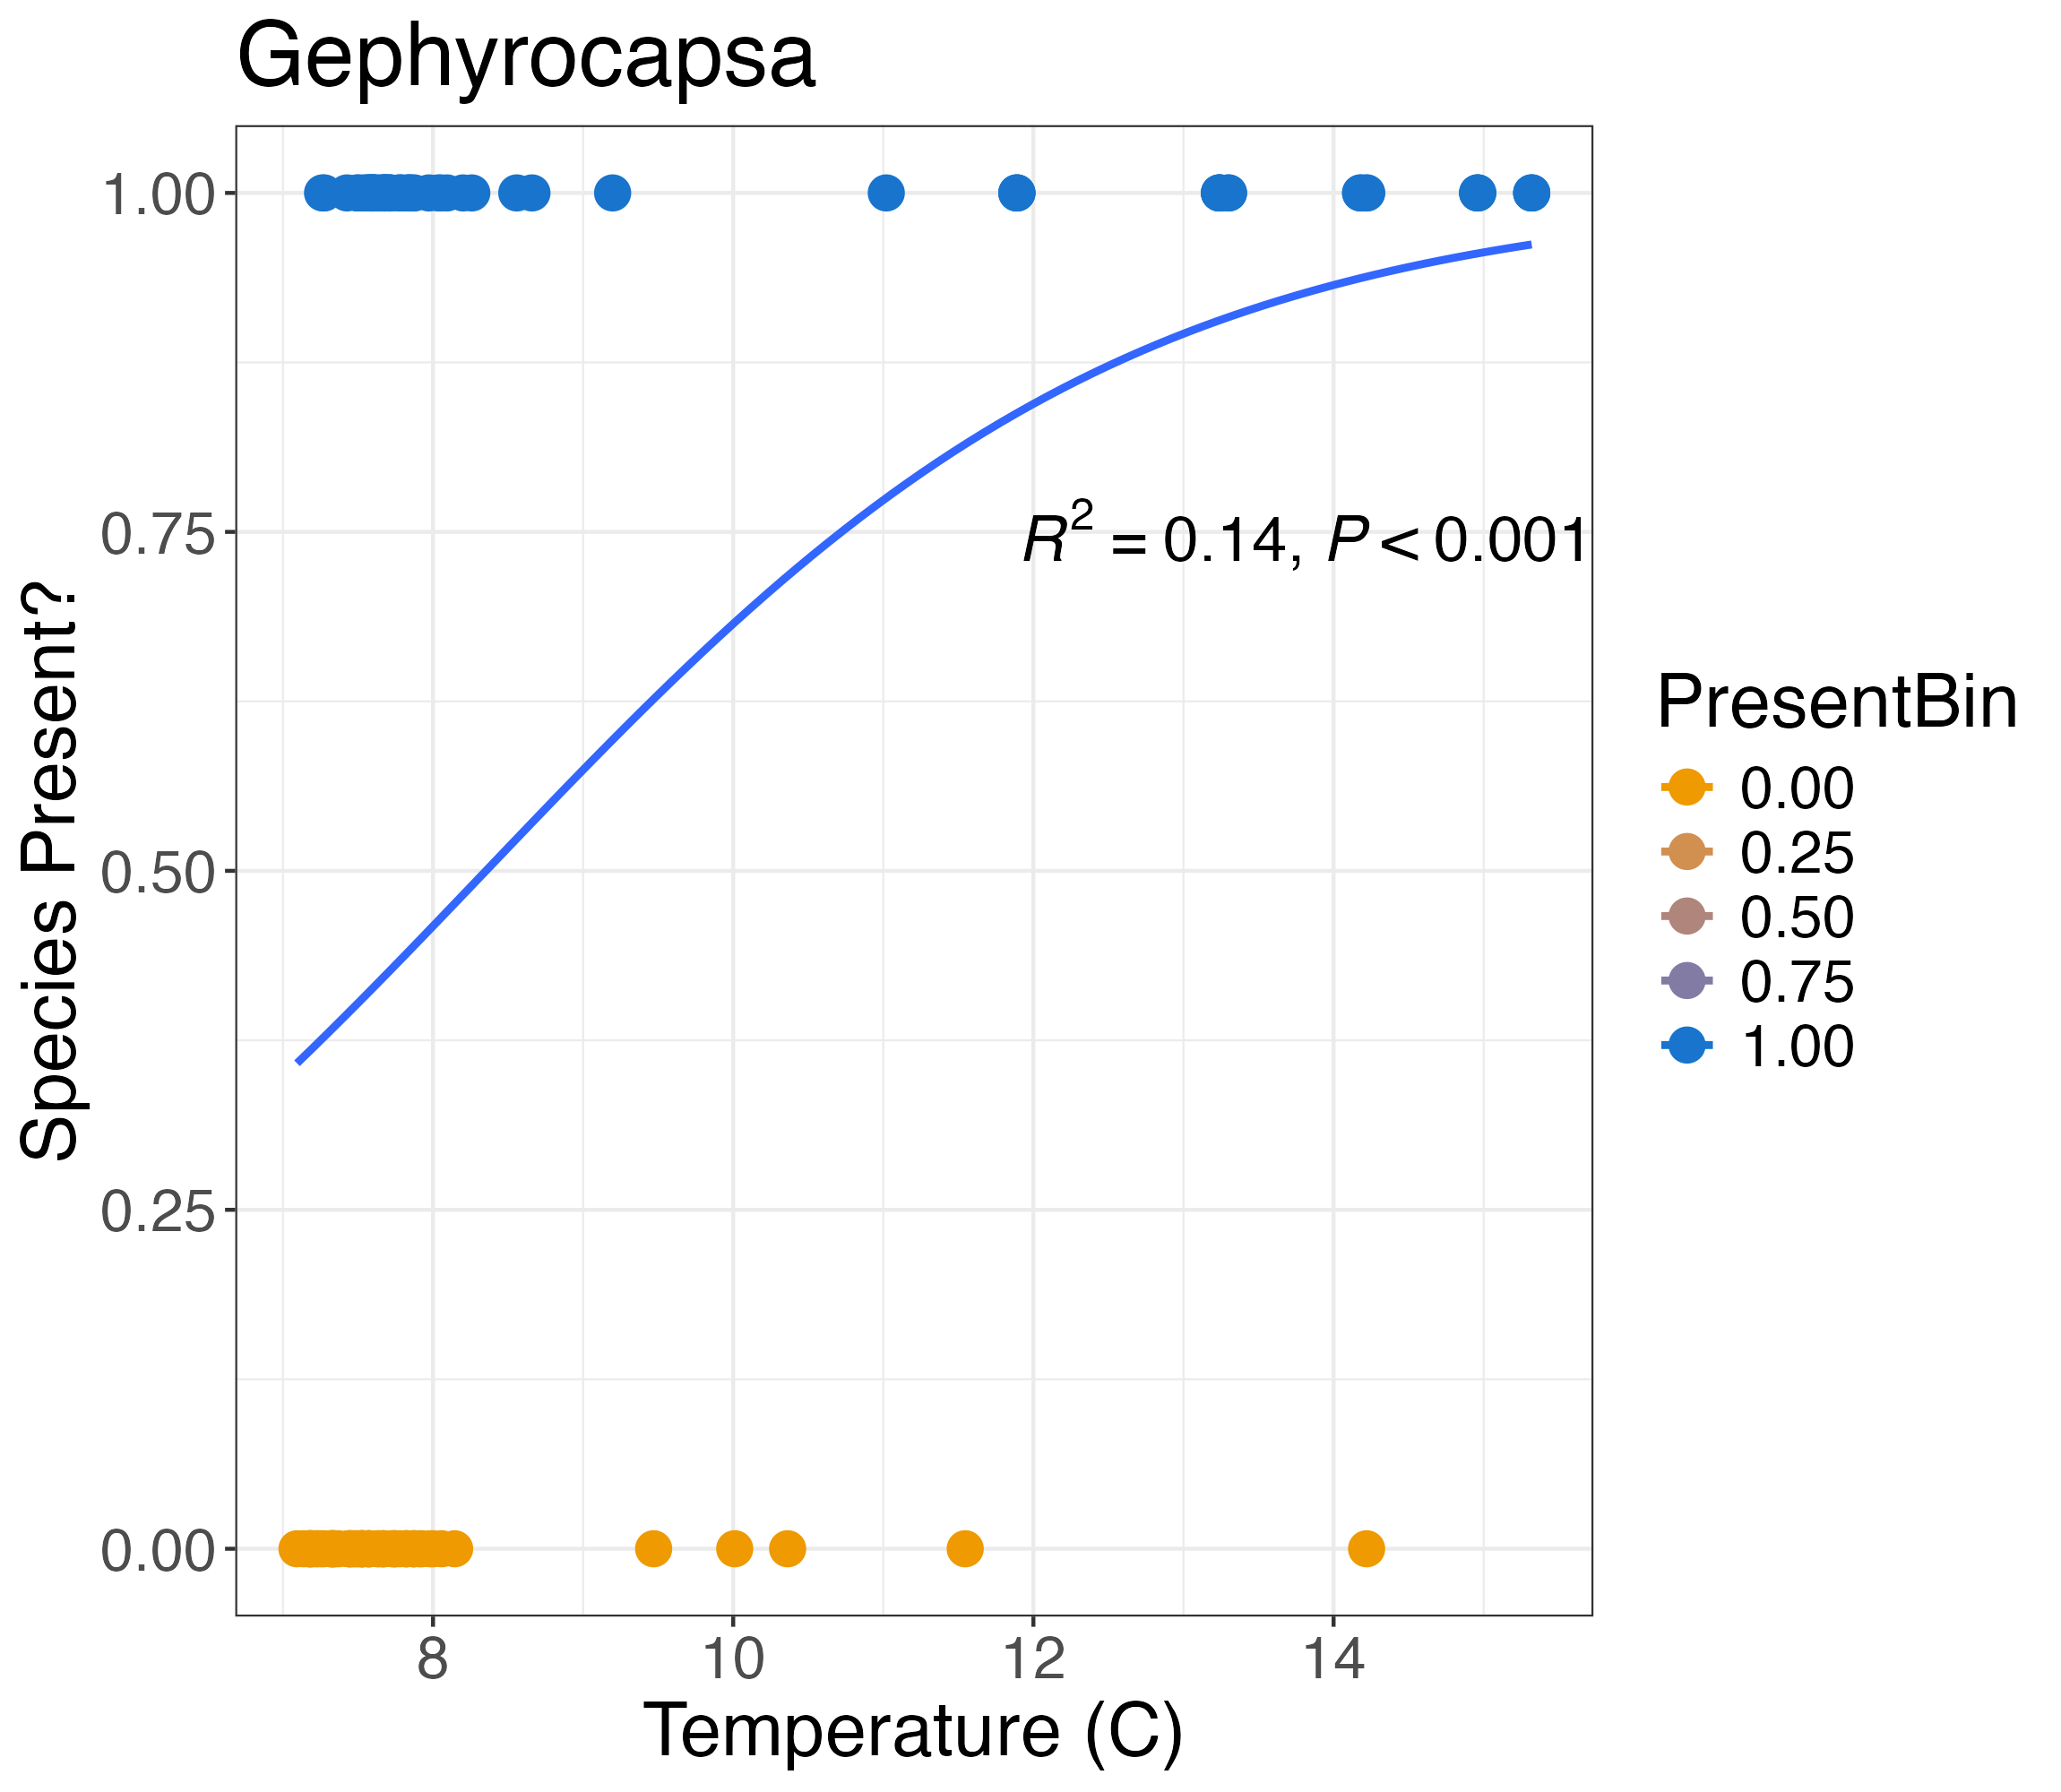 Gephyrocapsa
1.00
0.75
0.50
0.25
0.00
Species Present?
R² = 0.14, P < 0.001
8 10 12 14
Temperature (C)
PresentBin
0.00
0.25
0.50
0.75
1.00